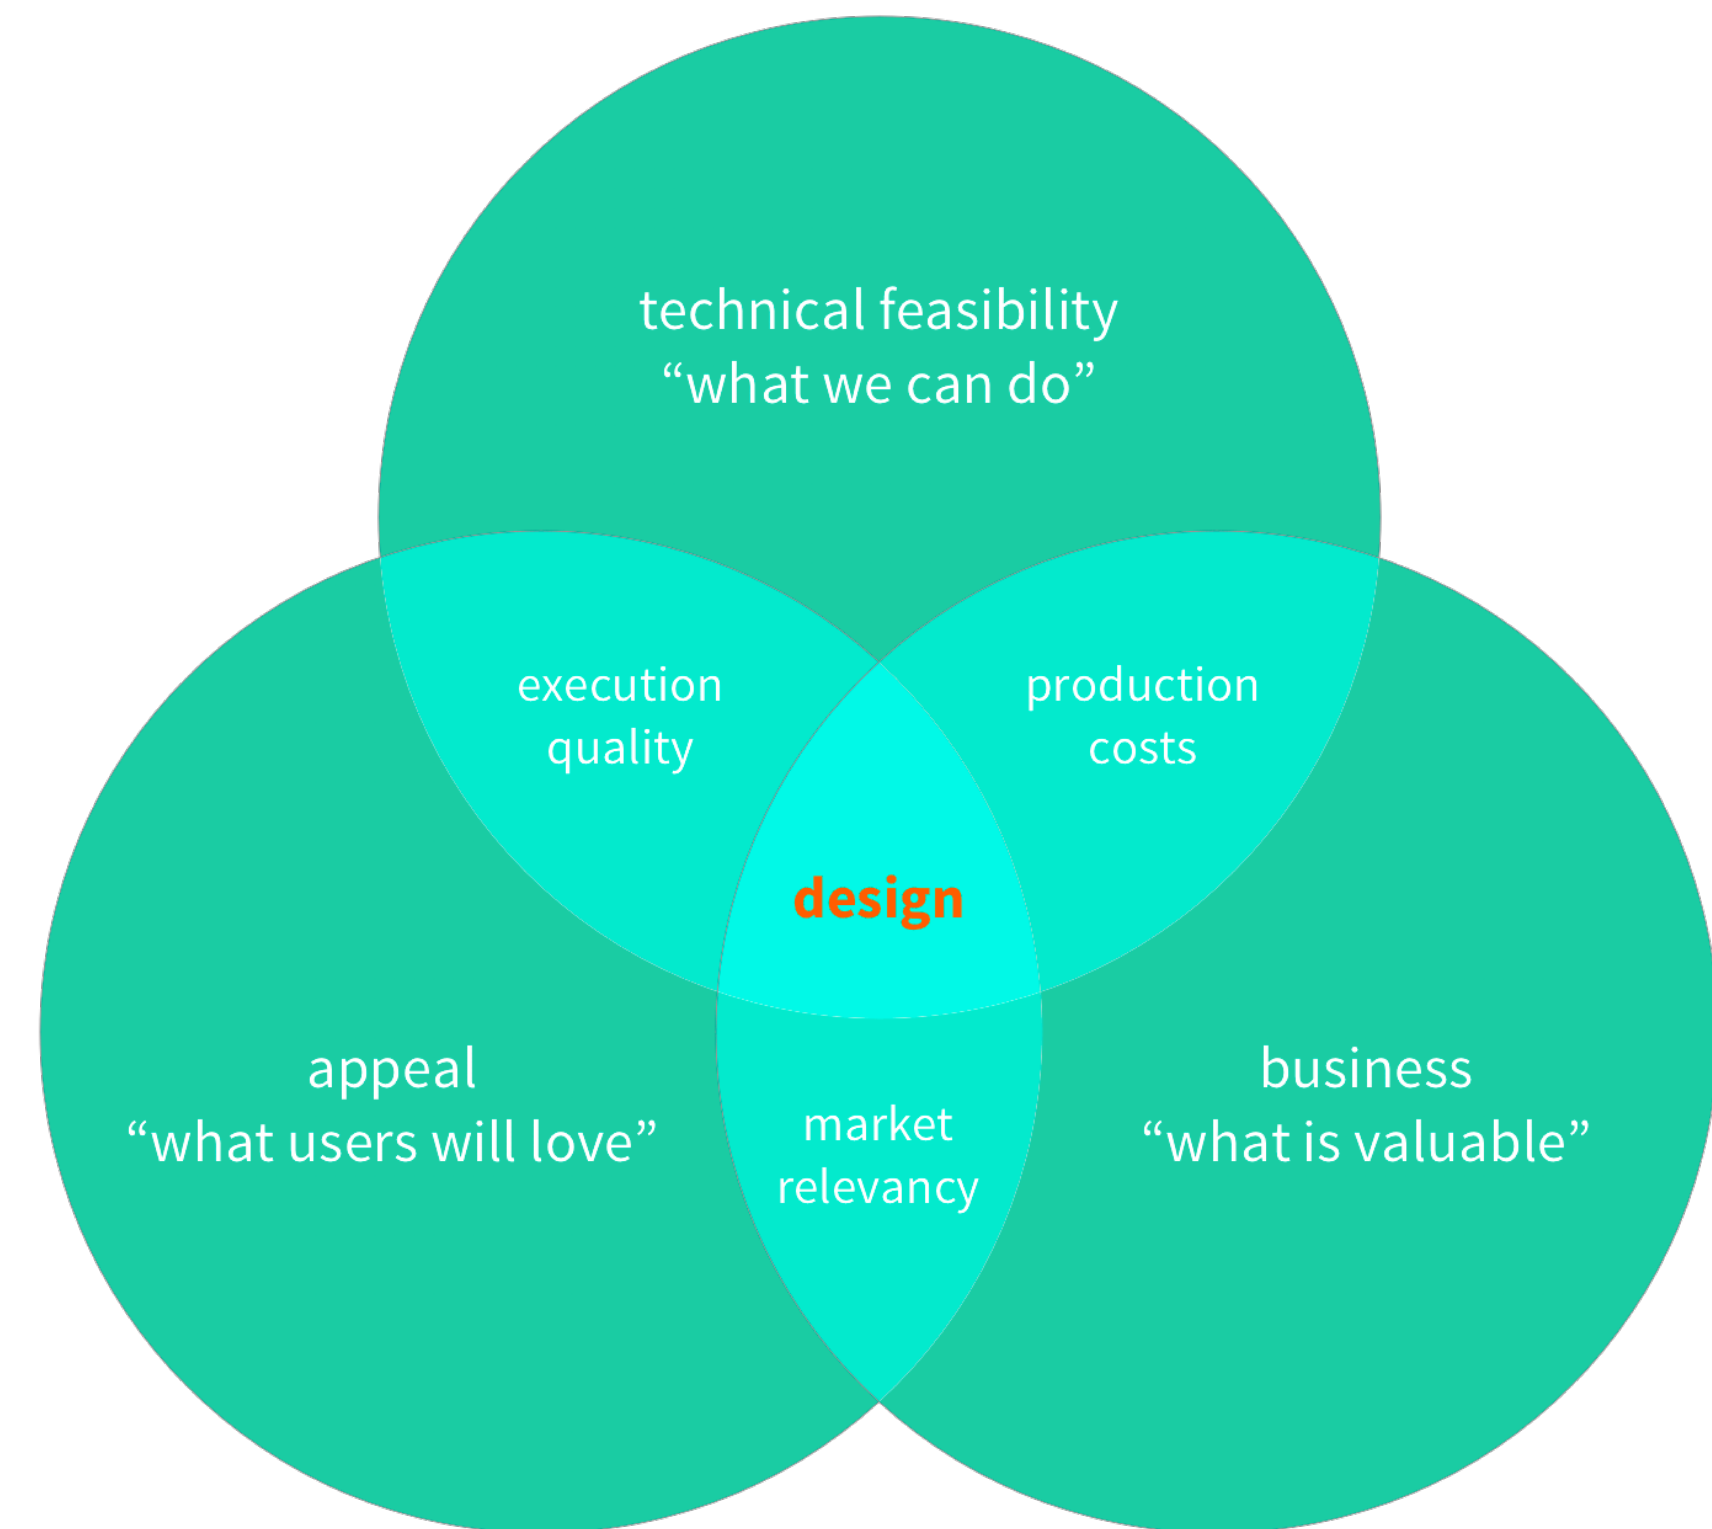 technical feasibility
“what we can do”
execution
quality
production
costs
design
appeal
“what users will love”
business
“what is valuable”
market
relevancy